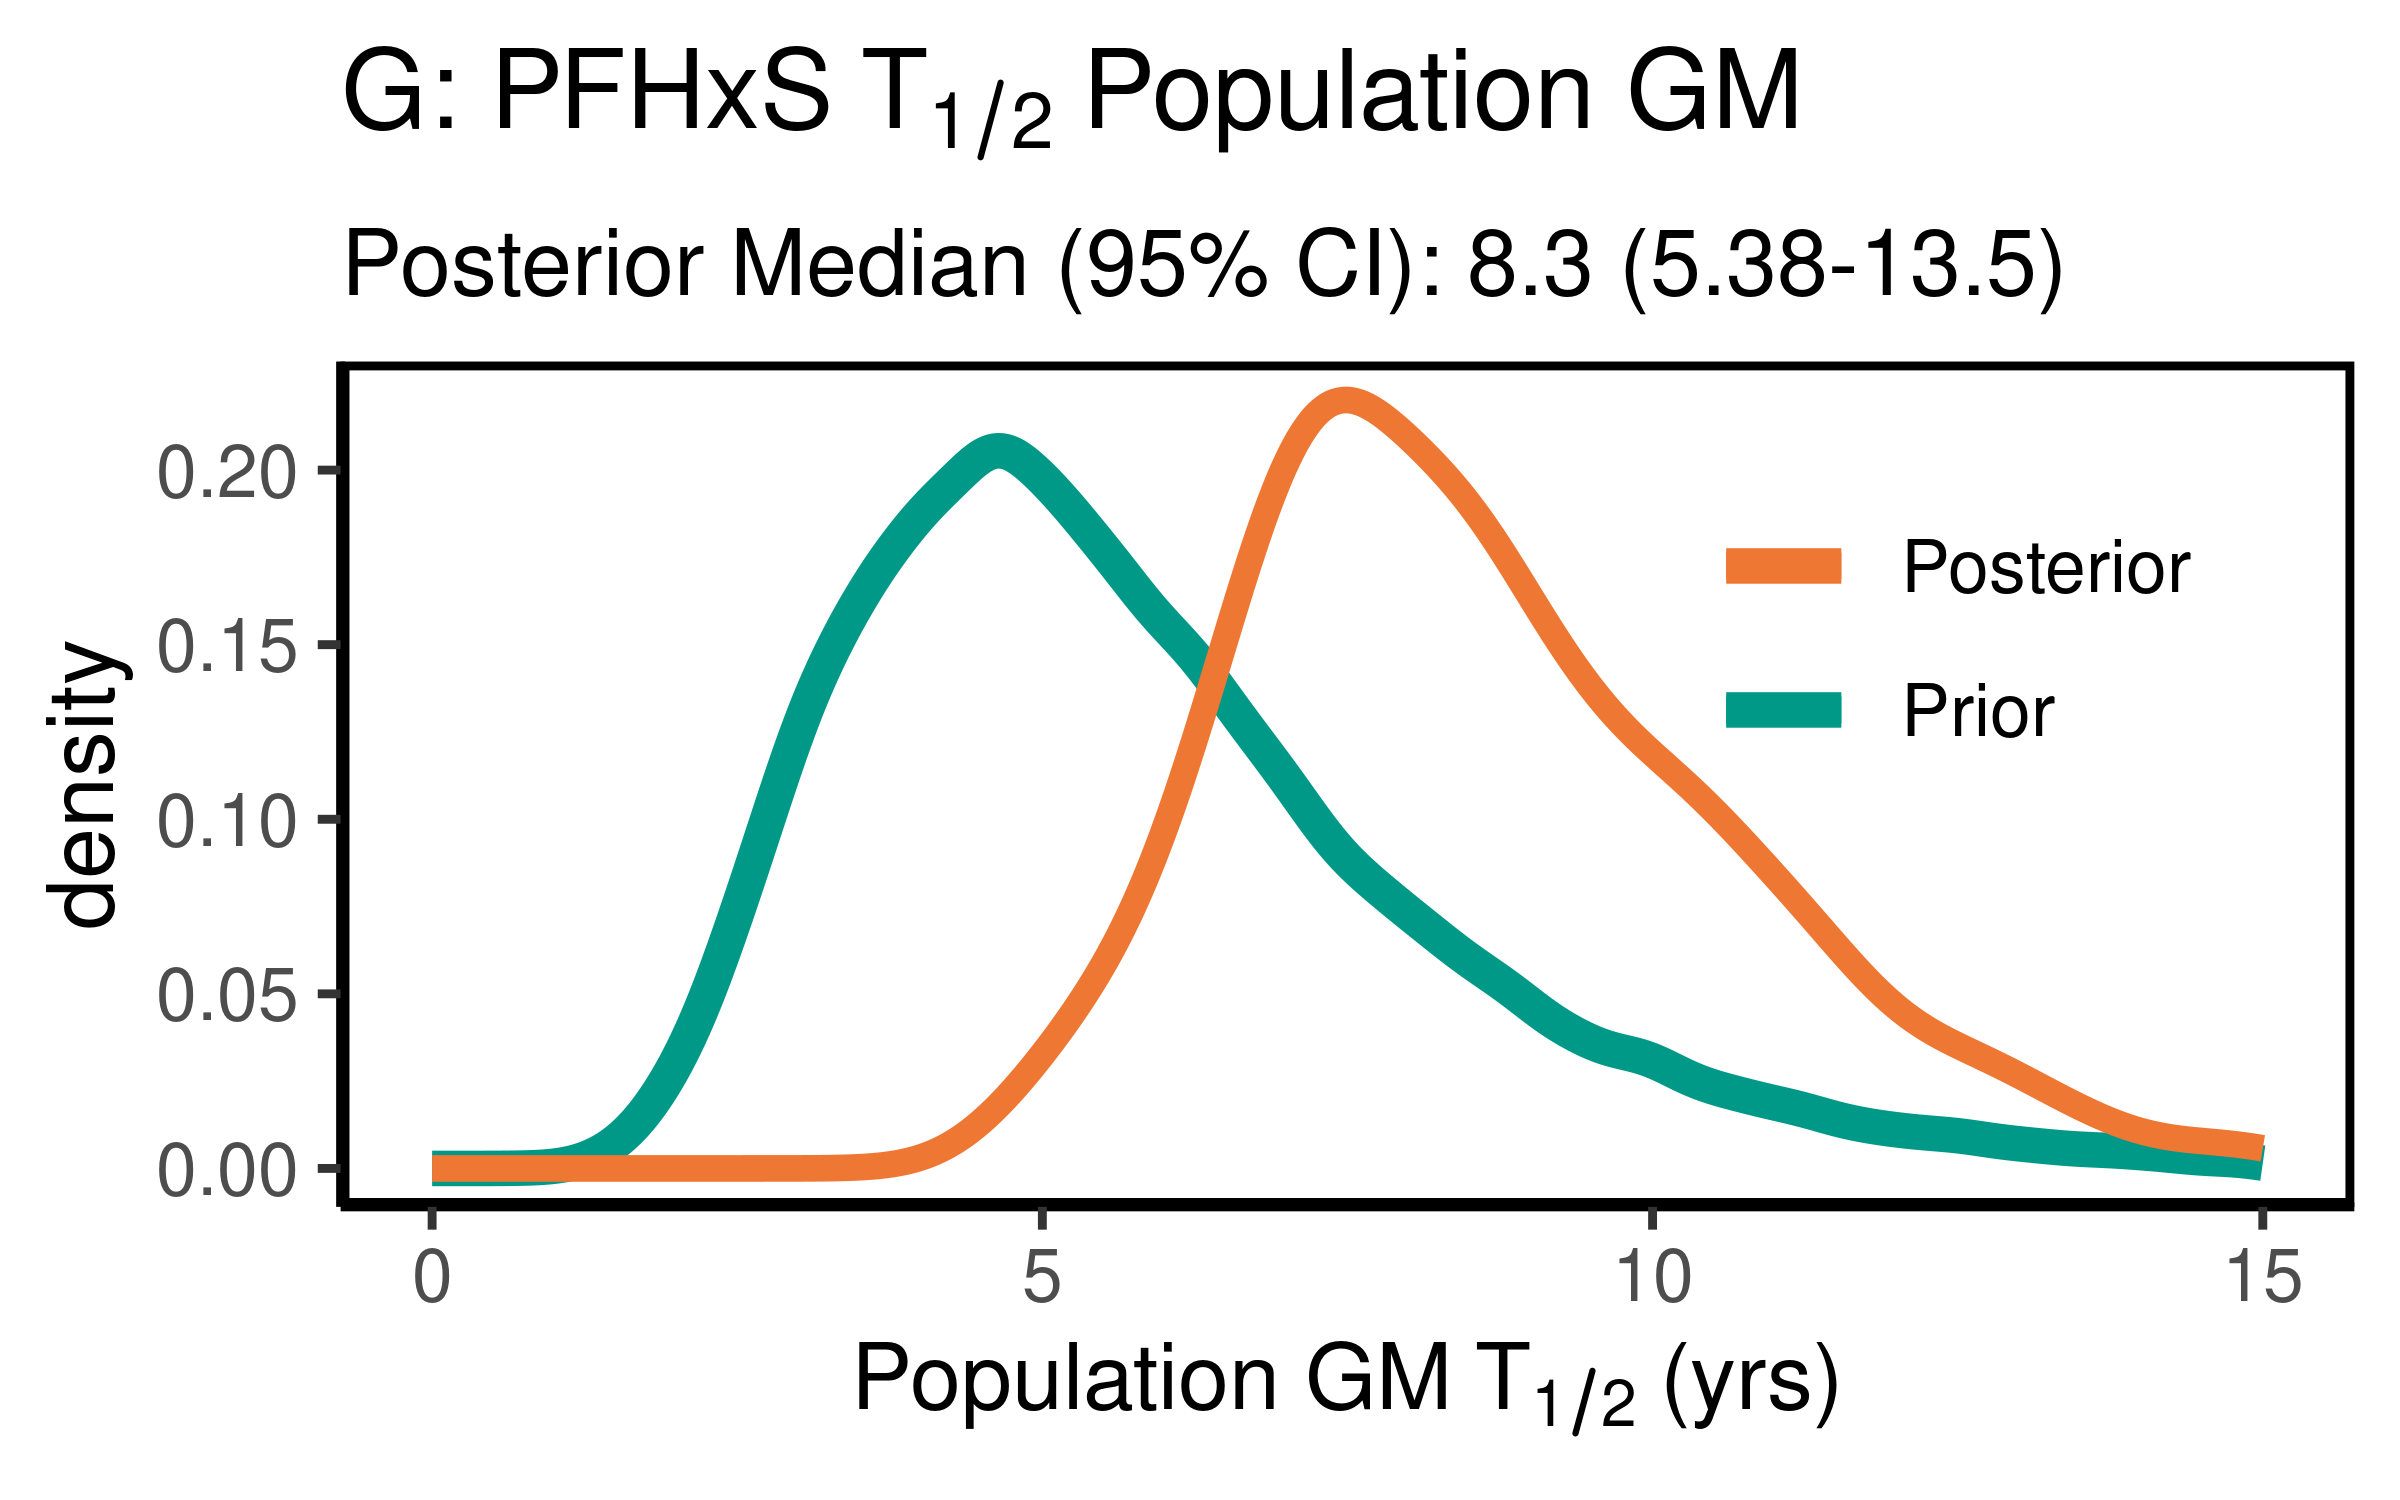 G: PFHxS T1/2 Population GM
Posterior Median (95% CI): 8.3 (5.38-13.5)
density
0.20
0.15
0.10
0.05
0.00
Posterior
Prior
0 5 10 15
Population GM T1/2 (yrs)